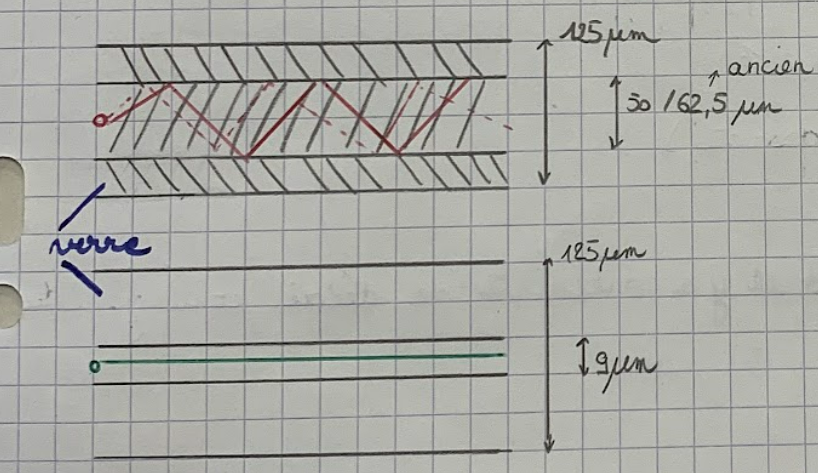 125 µm
↗ ancien
50 / 62,5 µm
verre
125 µm
9 µm